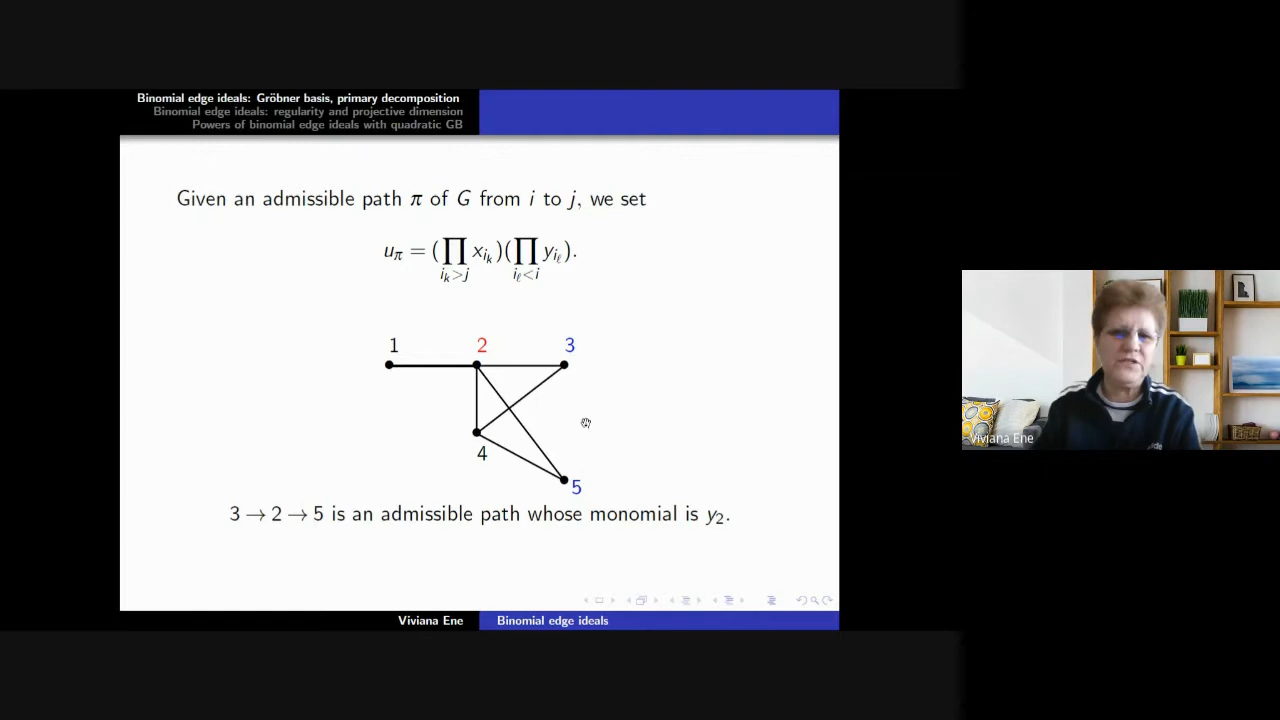 Binomial edge ideals: Gröbner basis, primary decomposition
Binomial edge ideals: regularity and projective dimension
Powers of binomial edge ideals with quadratic GB
Given an admissible path π of G from i to j, we set
u_π = (∏_{i_k>j} x_{i_k})(∏_{i_ℓ<i} y_{i_ℓ}).
1 2 3
4
5
3 → 2 → 5 is an admissible path whose monomial is y₂.
Viviana Ene Binomial edge ideals
Viviana Ene